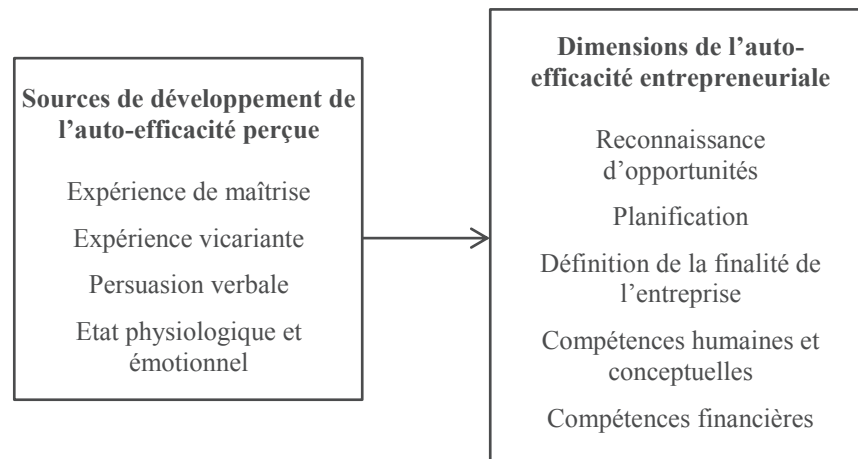 Sources de développement de
l’auto-efficacité perçue
Expérience de maîtrise
Expérience vicariante
Persuasion verbale
Etat physiologique et
émotionnel
Dimensions de l’auto-
efficacité entrepreneuriale
Reconnaissance
d’opportunités
Planification
Définition de la finalité de
l’entreprise
Compétences humaines et
conceptuelles
Compétences financières